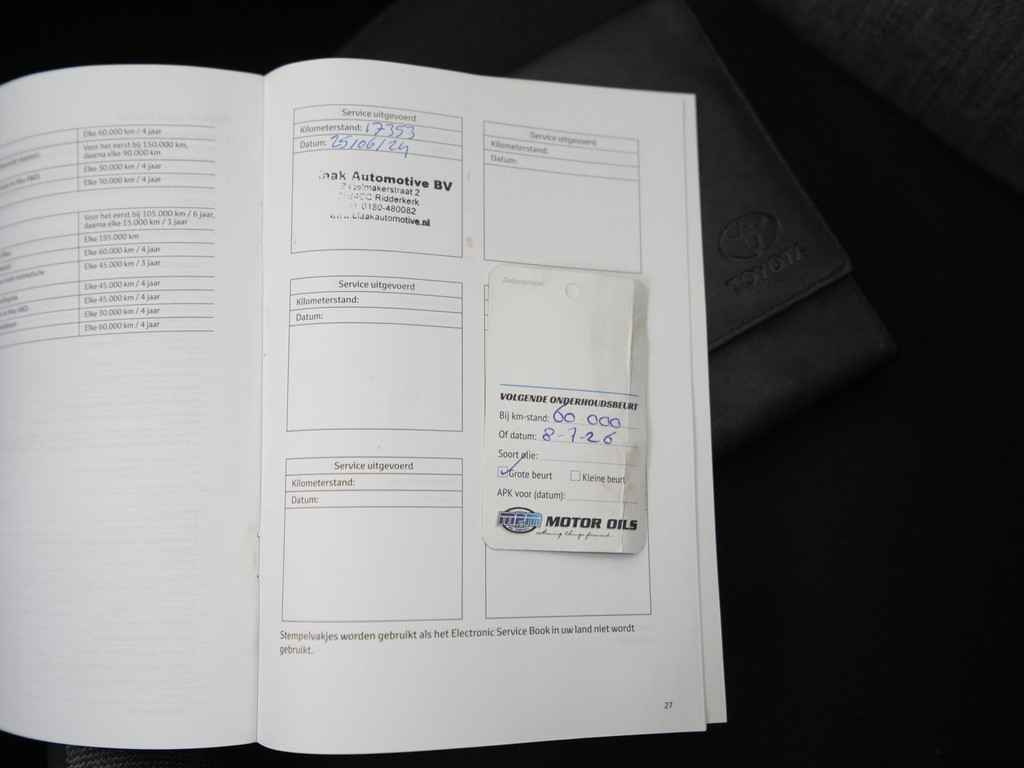 Elke 60.000 km / 4 jaar
Voor het eerst bij 150.000 km,
daarna elke 90.000 km
Elke 30.000 km / 4 jaar
Elke 30.000 km / 4 jaar
Voor het eerst bij 105.000 km / 6 jaar,
daarna elke 15.000 km / 1 jaar
Elke 195.000 km
Elke 60.000 km / 4 jaar
Elke 45.000 km / 3 jaar
Elke 45.000 km / 4 jaar
Elke 45.000 km / 4 jaar
Elke 30.000 km / 4 jaar
Elke 60.000 km / 4 jaar
Service uitgevoerd
Kilometerstand: 17353
Datum: 25/06/24
Automotive BV
Ridderkerk
0180-480082
Service uitgevoerd
Kilometerstand:
Datum:
Service uitgevoerd
Kilometerstand:
Datum:
Service uitgevoerd
Kilometerstand:
Datum:
VOLGENDE ONDERHOUDSBEURT
Bij km-stand: 60 000
Of datum: 8-1-26
Soort olie:
Grote beurt Kleine beurt
APK voor (datum):
MPM MOTOR OILS
Stempelvakjes worden gebruikt als het Electronic Service Book in uw land niet wordt
gebruikt.
27
TOYOTA